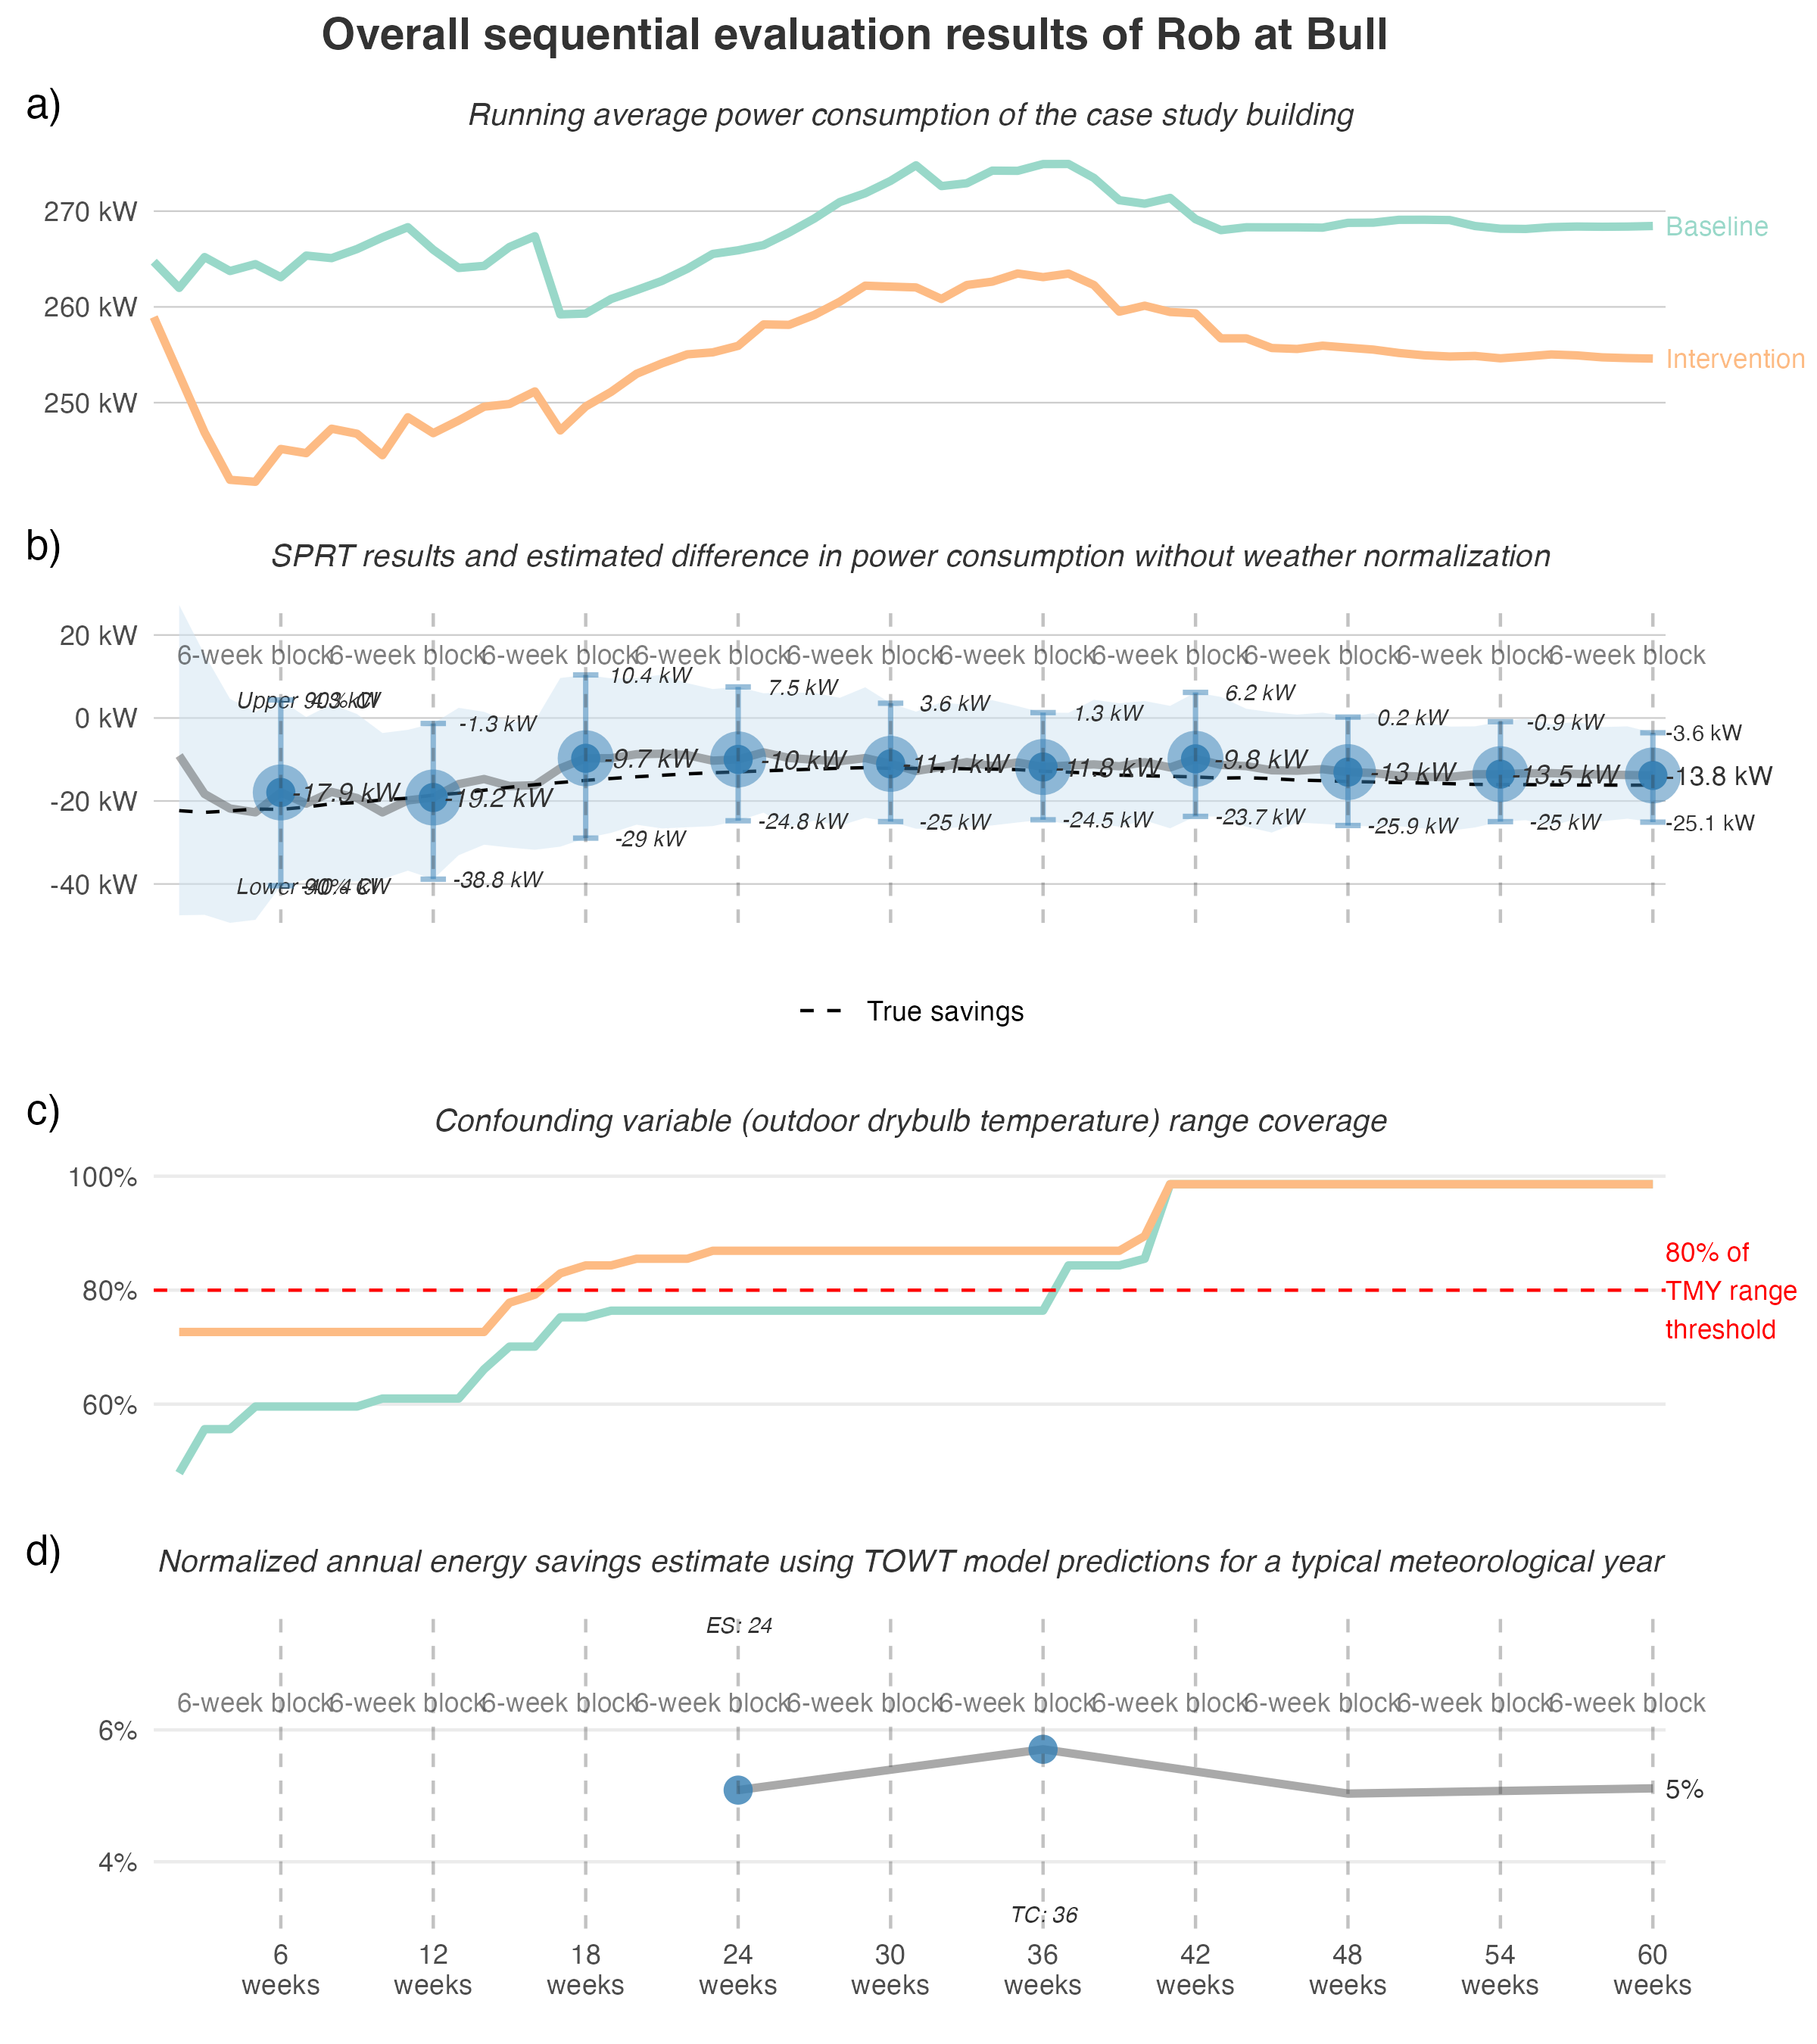 Overall sequential evaluation results of Rob at Bull
a)
Running average power consumption of the case study building
270 kW
260 kW
250 kW
Baseline
Intervention
b)
SPRT results and estimated difference in power consumption without weather normalization
20 kW
0 kW
-20 kW
-40 kW
6-week block 6-week block 6-week block 6-week block 6-week block 6-week block 6-week block 6-week block 6-week block 6-week block
Upper 90% CI
4.3 kW
-1.3 kW
10.4 kW
7.5 kW
3.6 kW
1.3 kW
6.2 kW
0.2 kW
-0.9 kW
-3.6 kW
-17.9 kW
-19.2 kW
-9.7 kW
-10 kW
-11.1 kW
-11.8 kW
-9.8 kW
-13 kW
-13.5 kW
-13.8 kW
Lower 90% CI
-40.4 kW
-38.8 kW
-29 kW
-24.8 kW
-25 kW
-24.5 kW
-23.7 kW
-25.9 kW
-25 kW
-25.1 kW
True savings
c)
Confounding variable (outdoor drybulb temperature) range coverage
100%
80%
60%
80% of
TMY range
threshold
d)
Normalized annual energy savings estimate using TOWT model predictions for a typical meteorological year
ES: 24
6-week block 6-week block 6-week block 6-week block 6-week block 6-week block 6-week block 6-week block 6-week block 6-week block
6%
4%
5%
TC: 36
6 12 18 24 30 36 42 48 54 60
weeks weeks weeks weeks weeks weeks weeks weeks weeks weeks